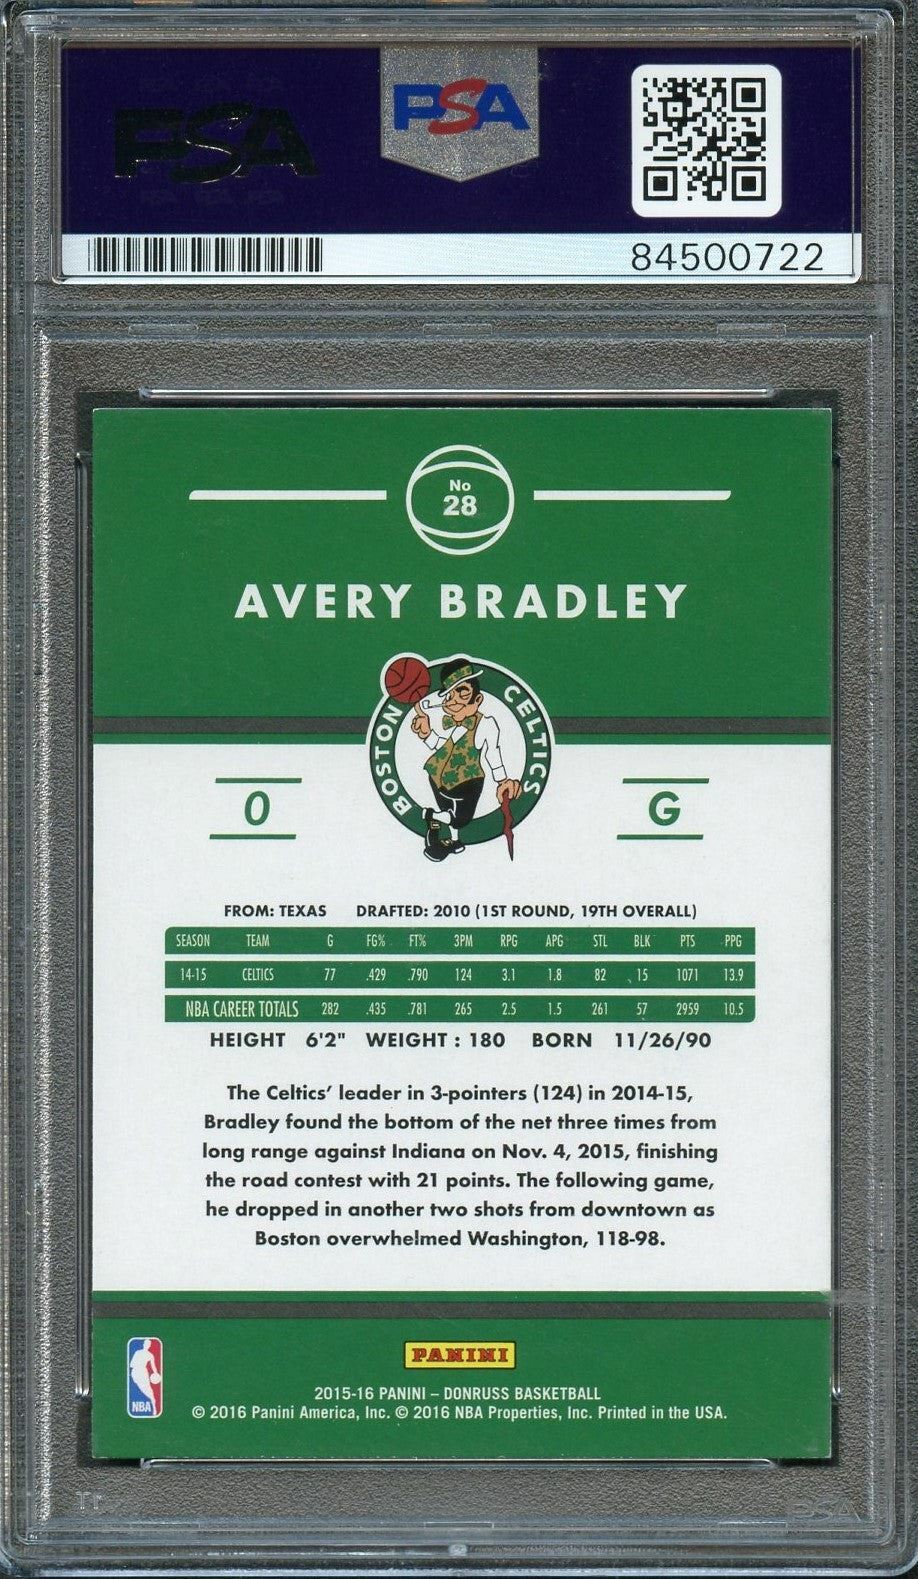 PSA
PSA
84500722
No
28
AVERY BRADLEY
BOSTON CELTICS
0
G
FROM: TEXAS DRAFTED: 2010 (1ST ROUND, 19TH OVERALL)
SEASON TEAM G FG% FT% 3PM RPG APG STL BLK PTS PPG
14-15 CELTICS 77 .429 .790 124 3.1 1.8 82 15 1071 13.9
NBA CAREER TOTALS 282 .435 .781 265 2.5 1.5 261 57 2959 10.5
HEIGHT 6'2" WEIGHT : 180 BORN 11/26/90
The Celtics' leader in 3-pointers (124) in 2014-15,
Bradley found the bottom of the net three times from
long range against Indiana on Nov. 4, 2015, finishing
the road contest with 21 points. The following game,
he dropped in another two shots from downtown as
Boston overwhelmed Washington, 118-98.
PANINI
NBA
2015-16 PANINI – DONRUSS BASKETBALL
© 2016 Panini America, Inc. © 2016 NBA Properties, Inc. Printed in the USA.
PSA